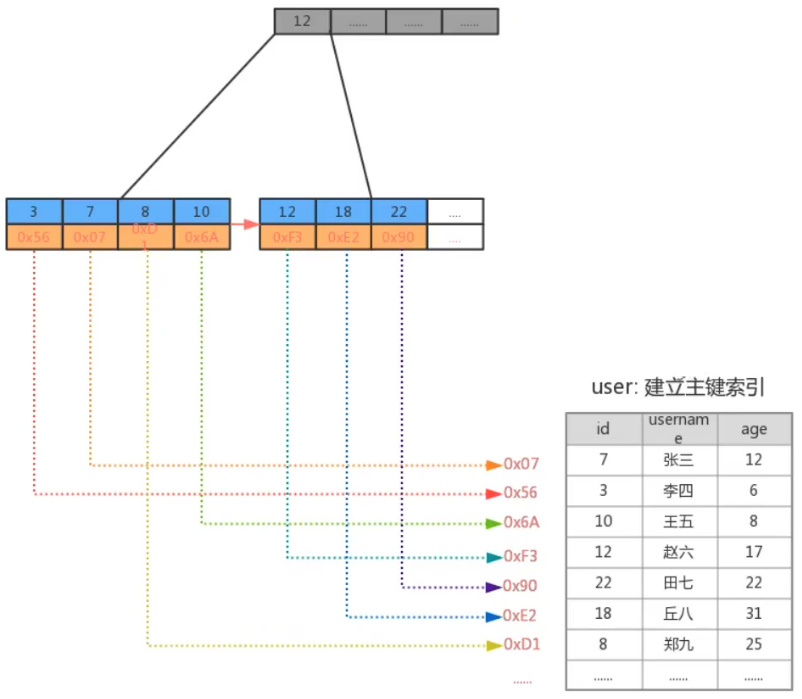 12 ...... ...... ......
3 7 8 10 12 18 22 ....
0x56 0x07 0xD
1 0x6A 0xF3 0xE2 0x90 ....
user: 建立主键索引
id usernam
e age
0x07 7 张三 12
0x56 3 李四 6
0x6A 10 王五 8
0xF3 12 赵六 17
0x90 22 田七 22
0xE2 18 丘八 31
0xD1 8 郑九 25
...... ...... ...... ......